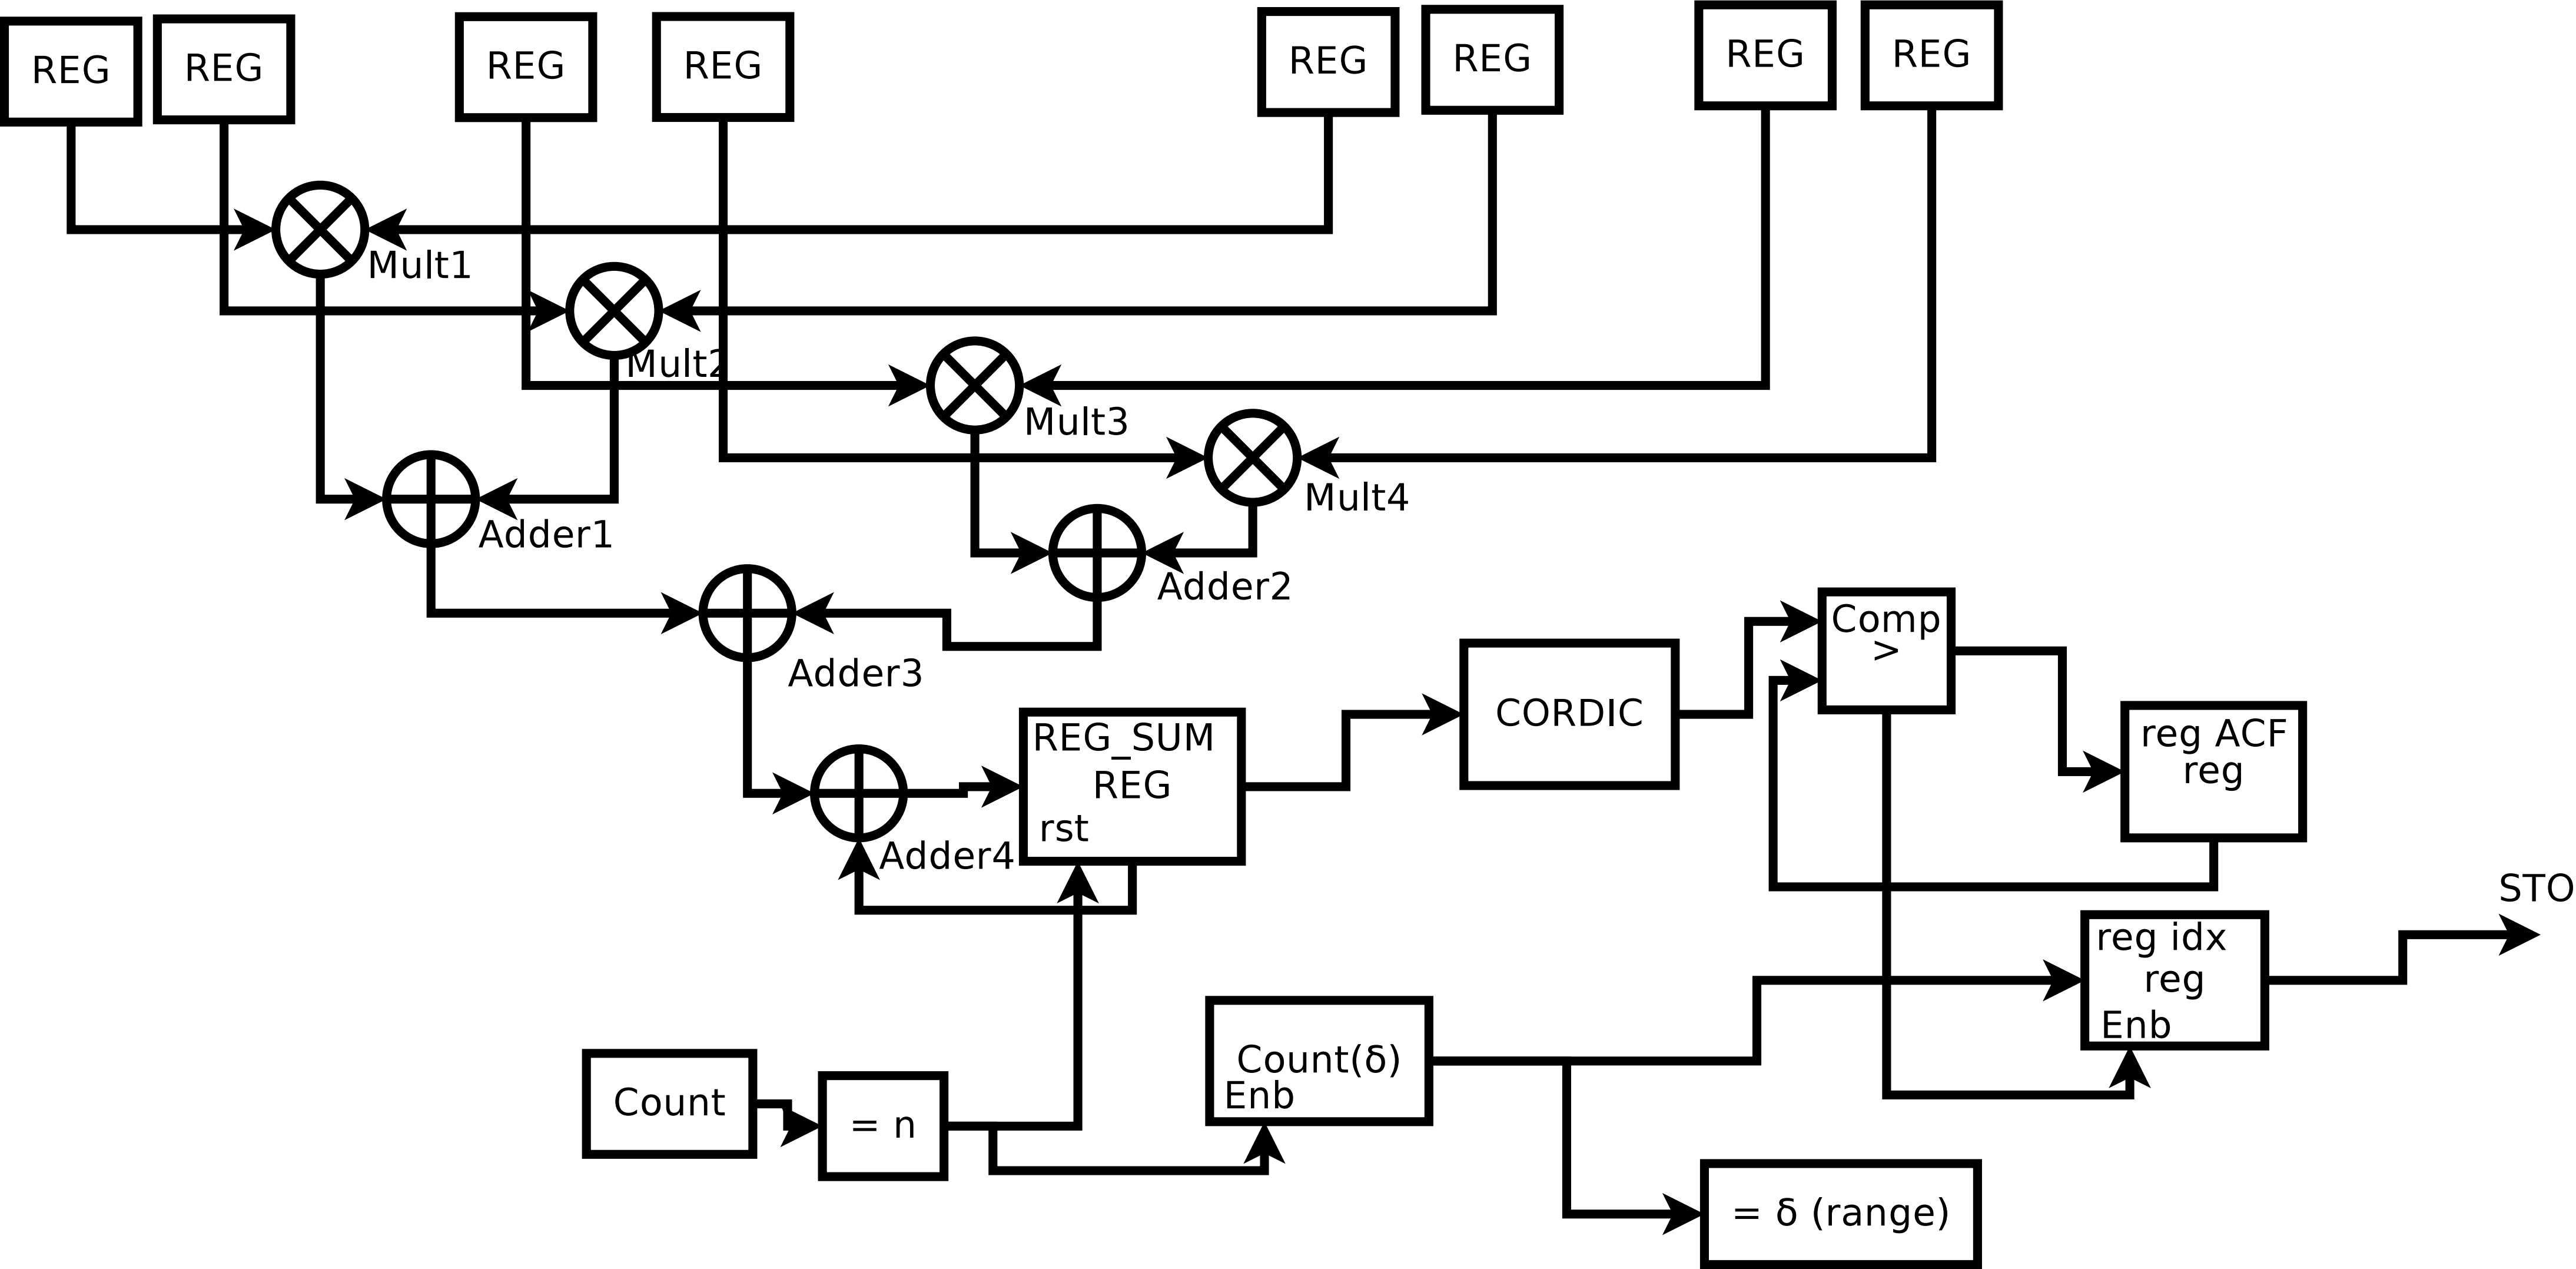 REG
REG
REG
REG
REG
REG
REG
REG
Mult1
Mult2
Mult3
Mult4
Adder1
Adder2
Adder3
Comp
>
REG_SUM
REG
rst
CORDIC
reg ACF
reg
Adder4
STO
reg idx
reg
Enb
Count(δ)
Enb
Count
= n
= δ (range)